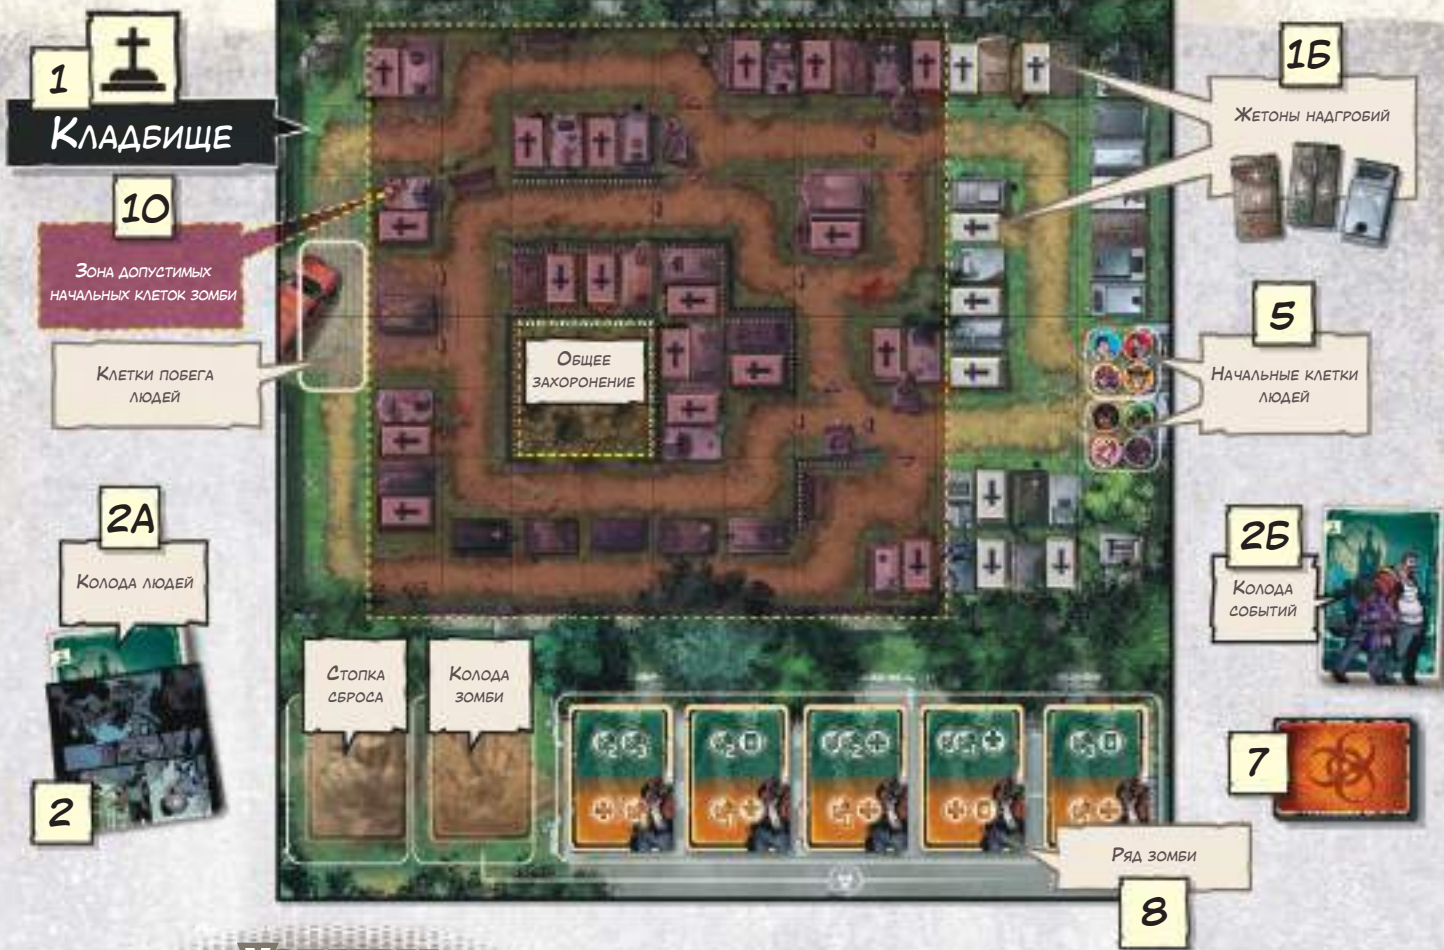 1
Кладбище
1Б
Жетоны надгробий
10
Зона допустимых
начальных клеток зомби
Клетки побега
людей
Общее
захоронение
5
Начальные клетки
людей
2А
Колода людей
2
2Б
Колода
событий
Стопка
сброса
Колода
зомби
7
Ряд зомби
8